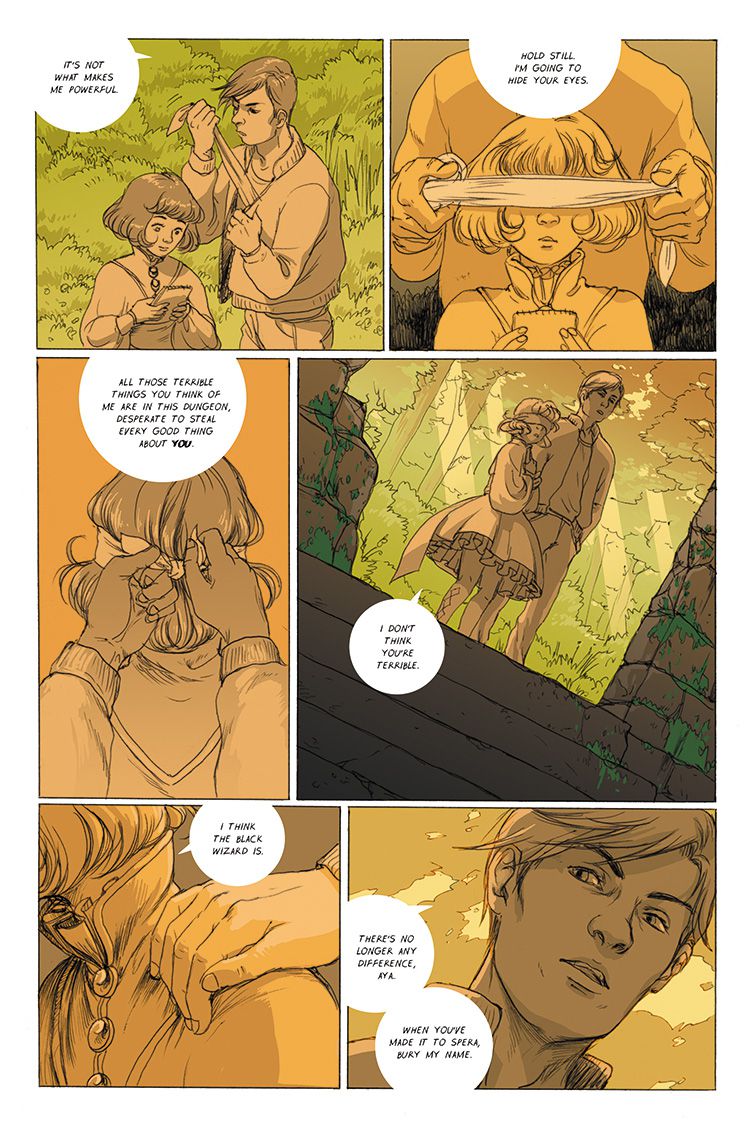 IT'S NOT
WHAT MAKES
ME POWERFUL.
HOLD STILL.
I'M GOING TO
HIDE YOUR EYES.
ALL THOSE TERRIBLE
THINGS YOU THINK OF
ME ARE IN THIS DUNGEON,
DESPERATE TO STEAL
EVERY GOOD THING
ABOUT YOU.
I DON'T
THINK
YOU'RE
TERRIBLE.
I THINK
THE BLACK
WIZARD IS.
THERE'S NO
LONGER ANY
DIFFERENCE,
AYA.
WHEN YOU'VE
MADE IT TO SPERA,
BURY MY NAME.